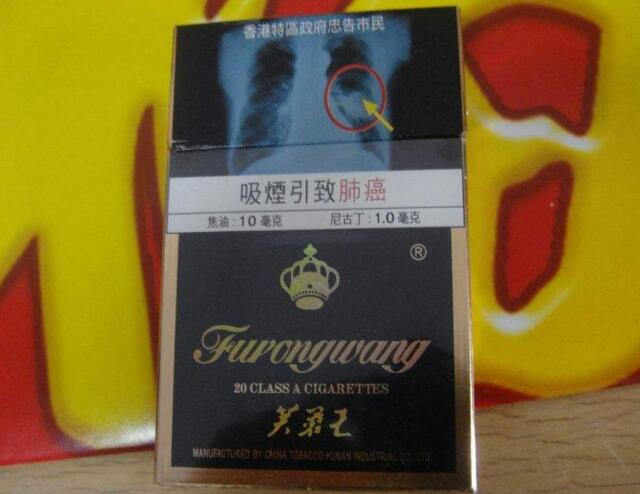 香港特區政府忠告市民
吸煙引致肺癌
焦油:10毫克 尼古丁:1.0毫克
®
Furongwang
20 CLASS A CIGARETTES
芙蓉王
MANUFACTURED BY CHINA TOBACCO HUNAN INDUSTRIAL CO., LTD.